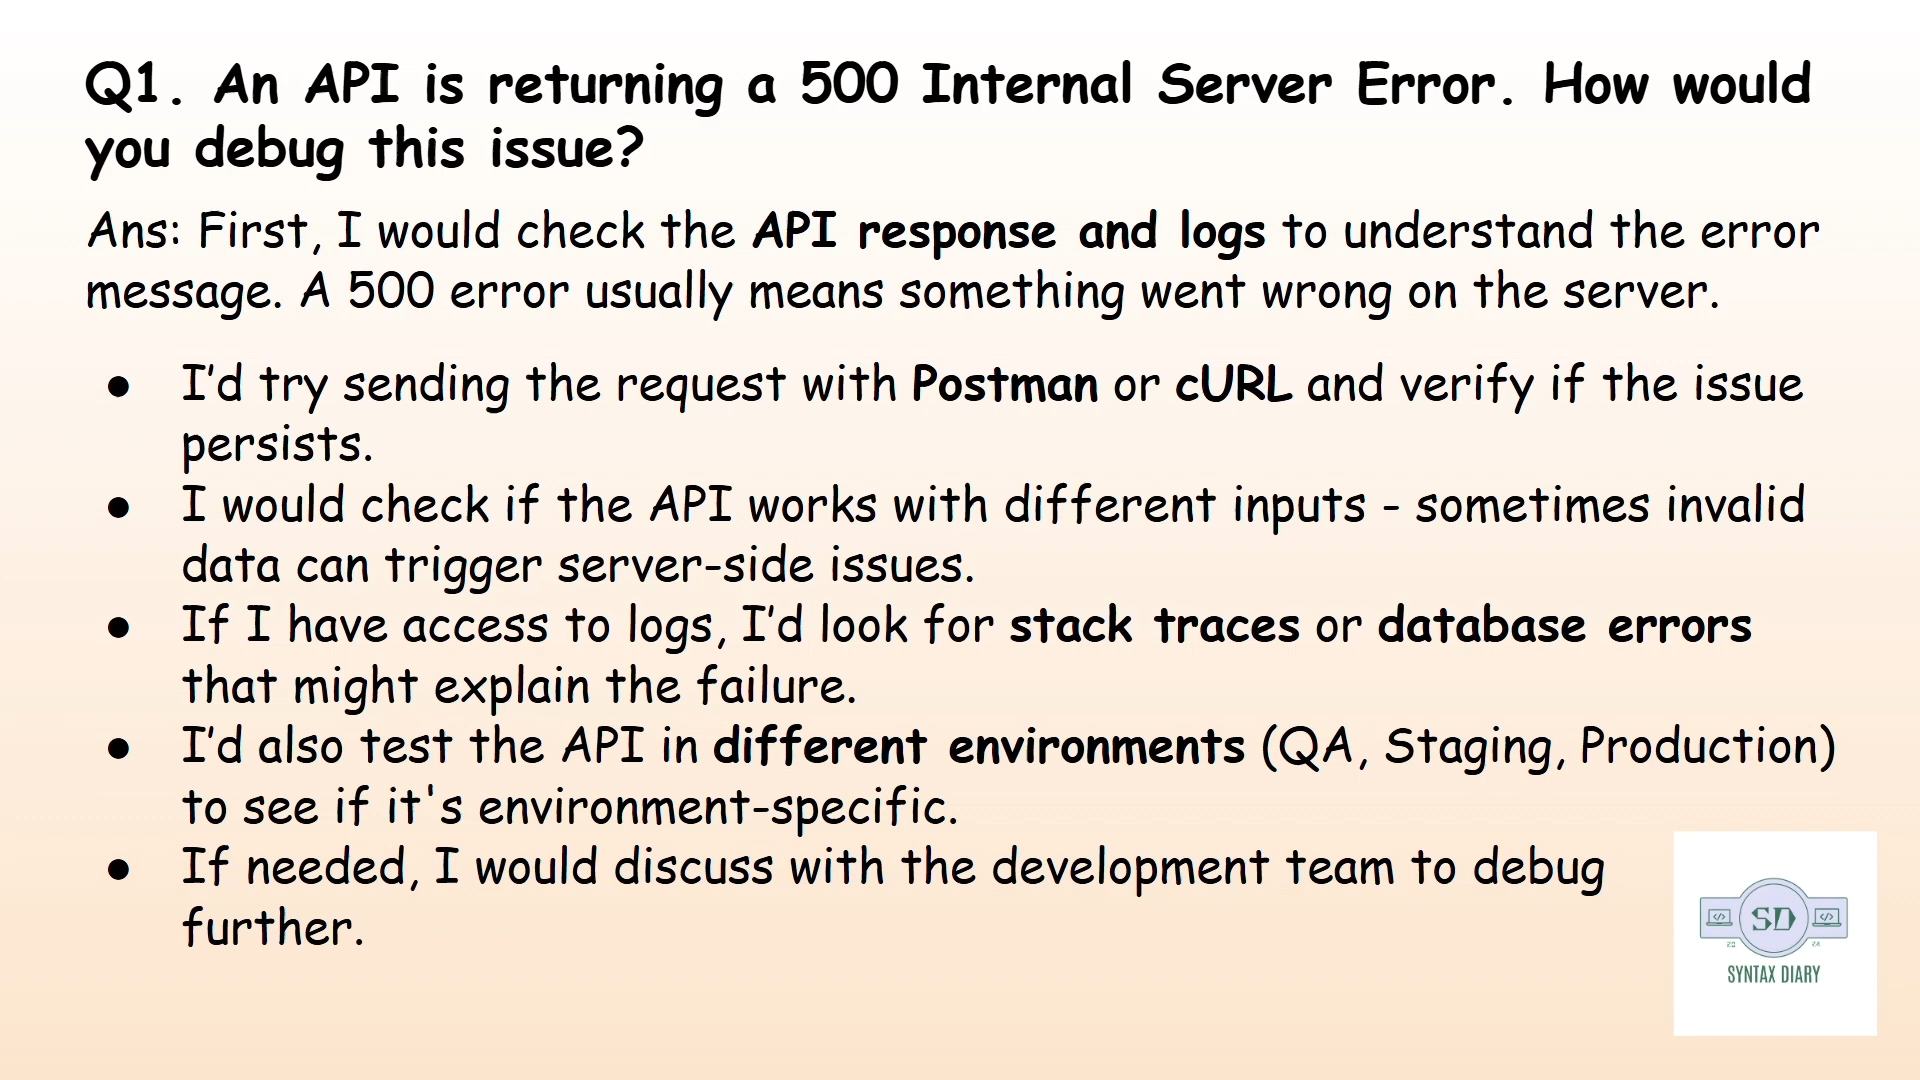 Q1. An API is returning a 500 Internal Server Error. How would
you debug this issue?
Ans: First, I would check the API response and logs to understand the error
message. A 500 error usually means something went wrong on the server.
● I’d try sending the request with Postman or cURL and verify if the issue
persists.
● I would check if the API works with different inputs - sometimes invalid
data can trigger server-side issues.
● If I have access to logs, I’d look for stack traces or database errors
that might explain the failure.
● I’d also test the API in different environments (QA, Staging, Production)
to see if it's environment-specific.
● If needed, I would discuss with the development team to debug
further.
SD
SYNTAX DIARY